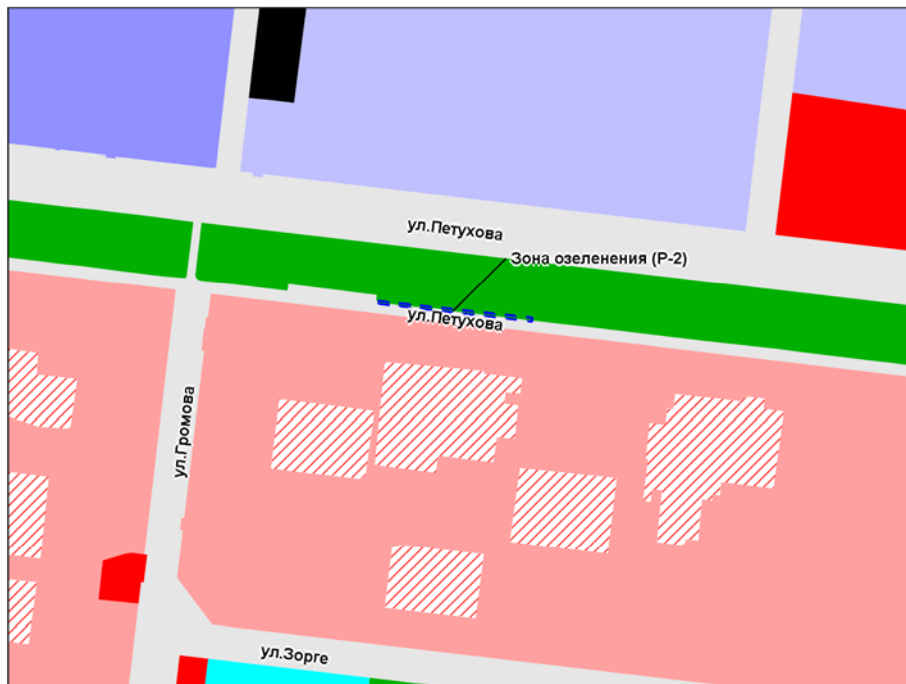 ул.Петухова
Зона озеленения (Р-2)
ул.Петухова
ул.Громова
ул.Зорге